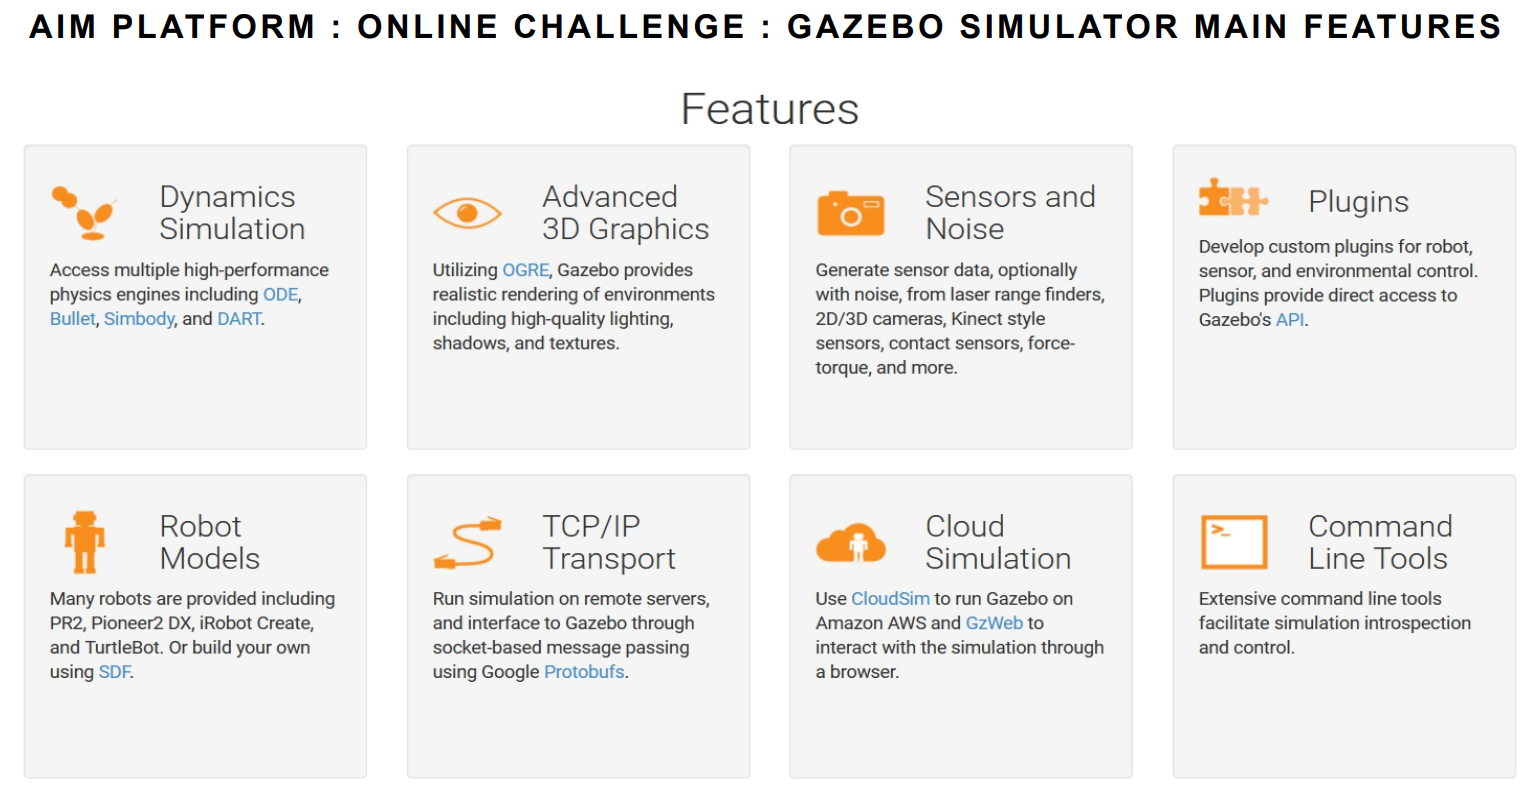 AIM PLATFORM : ONLINE CHALLENGE : GAZEBO SIMULATOR MAIN FEATURES
Features
Dynamics
Simulation
Access multiple high-performance
physics engines including ODE,
Bullet, Simbody, and DART.
Advanced
3D Graphics
Utilizing OGRE, Gazebo provides
realistic rendering of environments
including high-quality lighting,
shadows, and textures.
Sensors and
Noise
Generate sensor data, optionally
with noise, from laser range finders,
2D/3D cameras, Kinect style
sensors, contact sensors, force-
torque, and more.
Plugins
Develop custom plugins for robot,
sensor, and environmental control.
Plugins provide direct access to
Gazebo's API.
Robot
Models
Many robots are provided including
PR2, Pioneer2 DX, iRobot Create,
and TurtleBot. Or build your own
using SDF.
TCP/IP
Transport
Run simulation on remote servers,
and interface to Gazebo through
socket-based message passing
using Google Protobufs.
Cloud
Simulation
Use CloudSim to run Gazebo on
Amazon AWS and GzWeb to
interact with the simulation through
a browser.
>_
Command
Line Tools
Extensive command line tools
facilitate simulation introspection
and control.